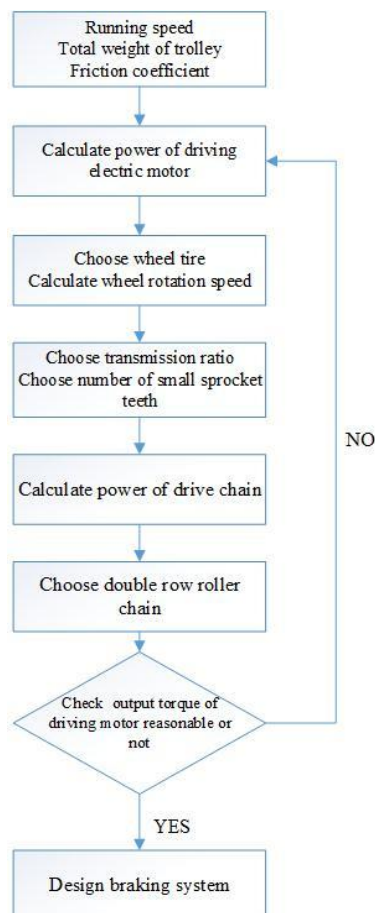 Running speed
Total weight of trolley
Friction coefficient
Calculate power of driving
electric motor
Choose wheel tire
Calculate wheel rotation speed
Choose transmission ratio
Choose number of small sprocket
teeth
NO
Calculate power of drive chain
Choose double row roller
chain
Check output torque of
driving motor reasonable or
not
YES
Design braking system